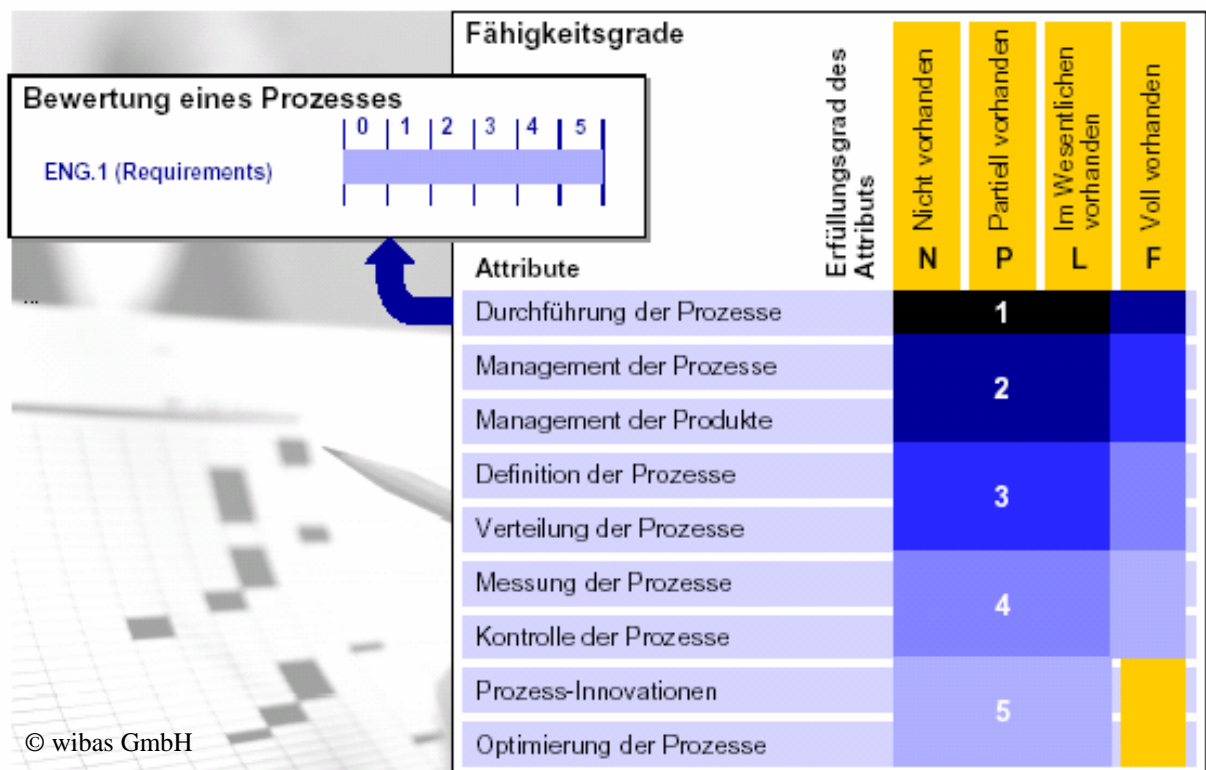 Fähigkeitsgrade
Bewertung eines Prozesses
0 1 2 3 4 5
ENG.1 (Requirements)
Erfüllungsgrad des
Attributs
Nicht vorhanden
Partiell vorhanden
Im Wesentlichen
vorhanden
Voll vorhanden
N P L F
Attribute
...
Durchführung der Prozesse
1
Management der Prozesse
2
Management der Produkte
Definition der Prozesse
3
Verteilung der Prozesse
Messung der Prozesse
4
Kontrolle der Prozesse
Prozess-Innovationen
5
Optimierung der Prozesse
© wibas GmbH